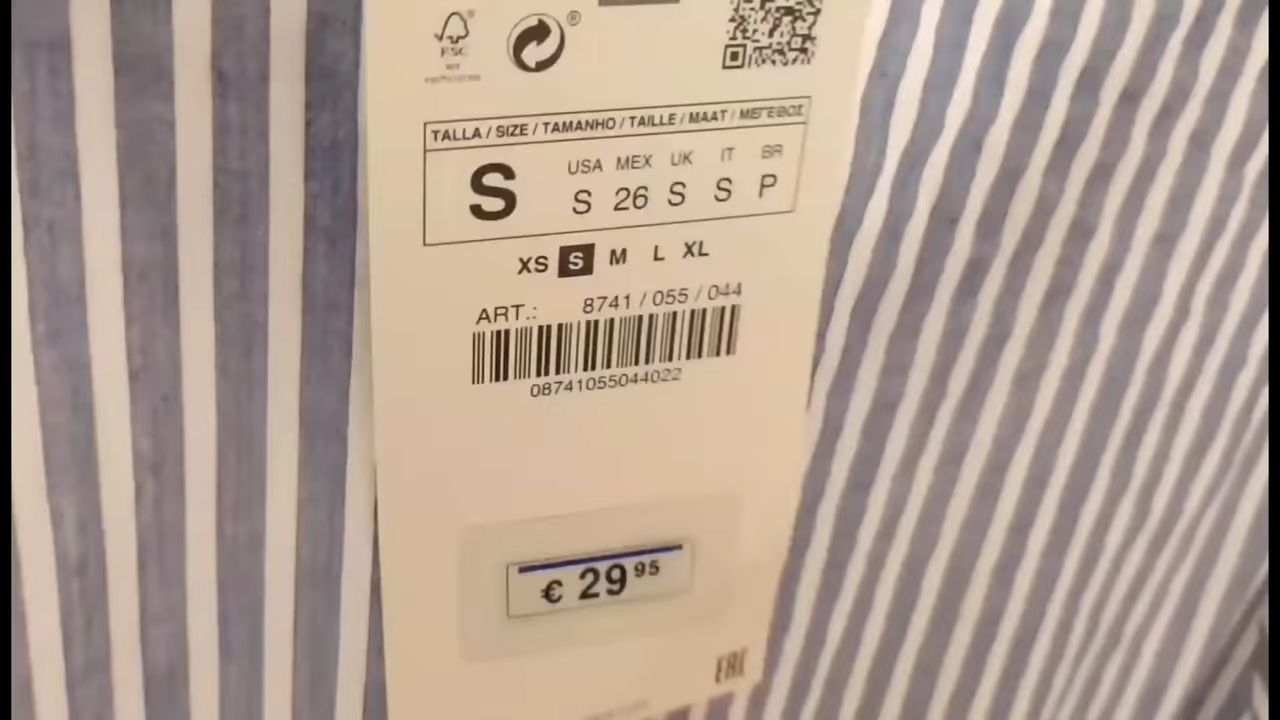 FSC
®
TALLA / SIZE / TAMANHO / TAILLE / MAAT / ΜΕΓΕΘΟΣ
S
USA MEX UK IT BR
S 26 S S P
XS S M L XL
ART.: 8741 / 055 / 044
08741055044022
€ 29 95
EAC